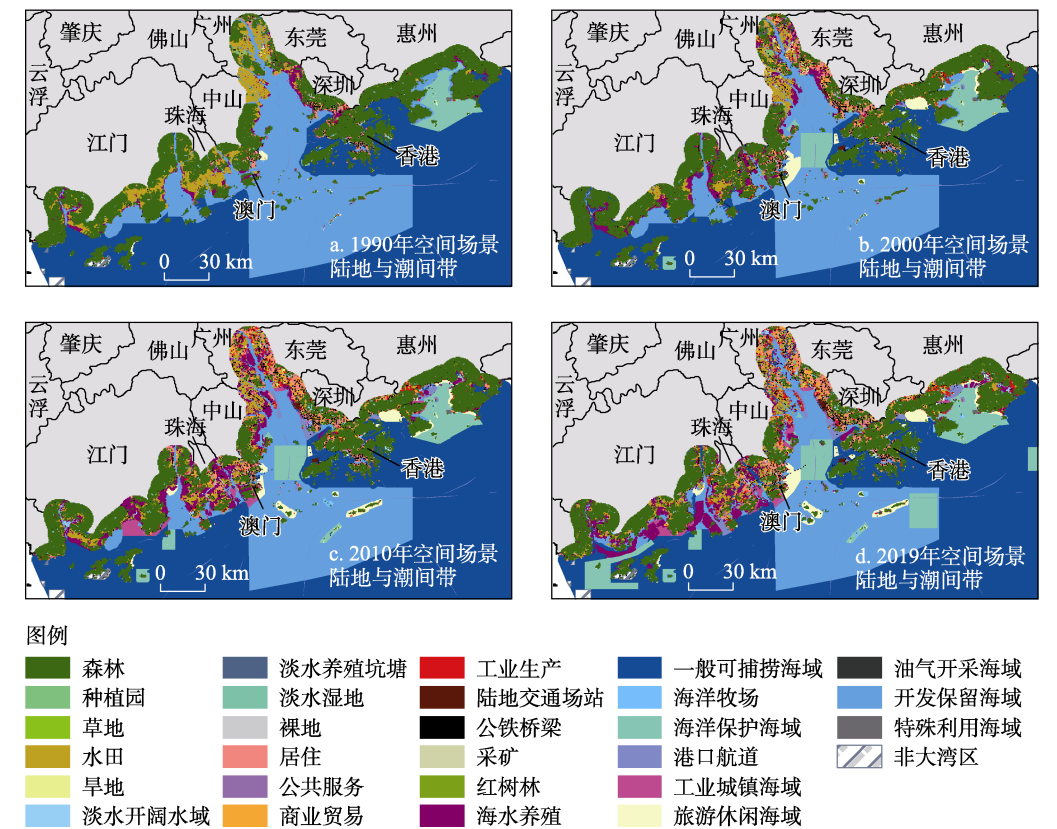 肇庆
佛山
广州
东莞
惠州
云浮
深圳
中山
珠海
江门
香港
澳门
a. 1990年空间场景
陆地与潮间带
0 30 km
肇庆
佛山
广州
东莞
惠州
云浮
深圳
中山
珠海
江门
香港
澳门
b. 2000年空间场景
陆地与潮间带
0 30 km
肇庆
佛山
广州
东莞
惠州
云浮
深圳
中山
珠海
江门
香港
澳门
c. 2010年空间场景
陆地与潮间带
0 30 km
肇庆
佛山
广州
东莞
惠州
云浮
深圳
中山
珠海
江门
香港
澳门
d. 2019年空间场景
陆地与潮间带
0 30 km
图例
森林 淡水养殖坑塘 工业生产 一般可捕捞海域 油气开采海域
种植园 淡水湿地 陆地交通场站 海洋牧场 开发保留海域
草地 裸地 公铁桥梁 海洋保护海域 特殊利用海域
水田 居住 采矿 港口航道 非大湾区
旱地 公共服务 红树林 工业城镇海域
淡水开阔水域 商业贸易 海水养殖 旅游休闲海域